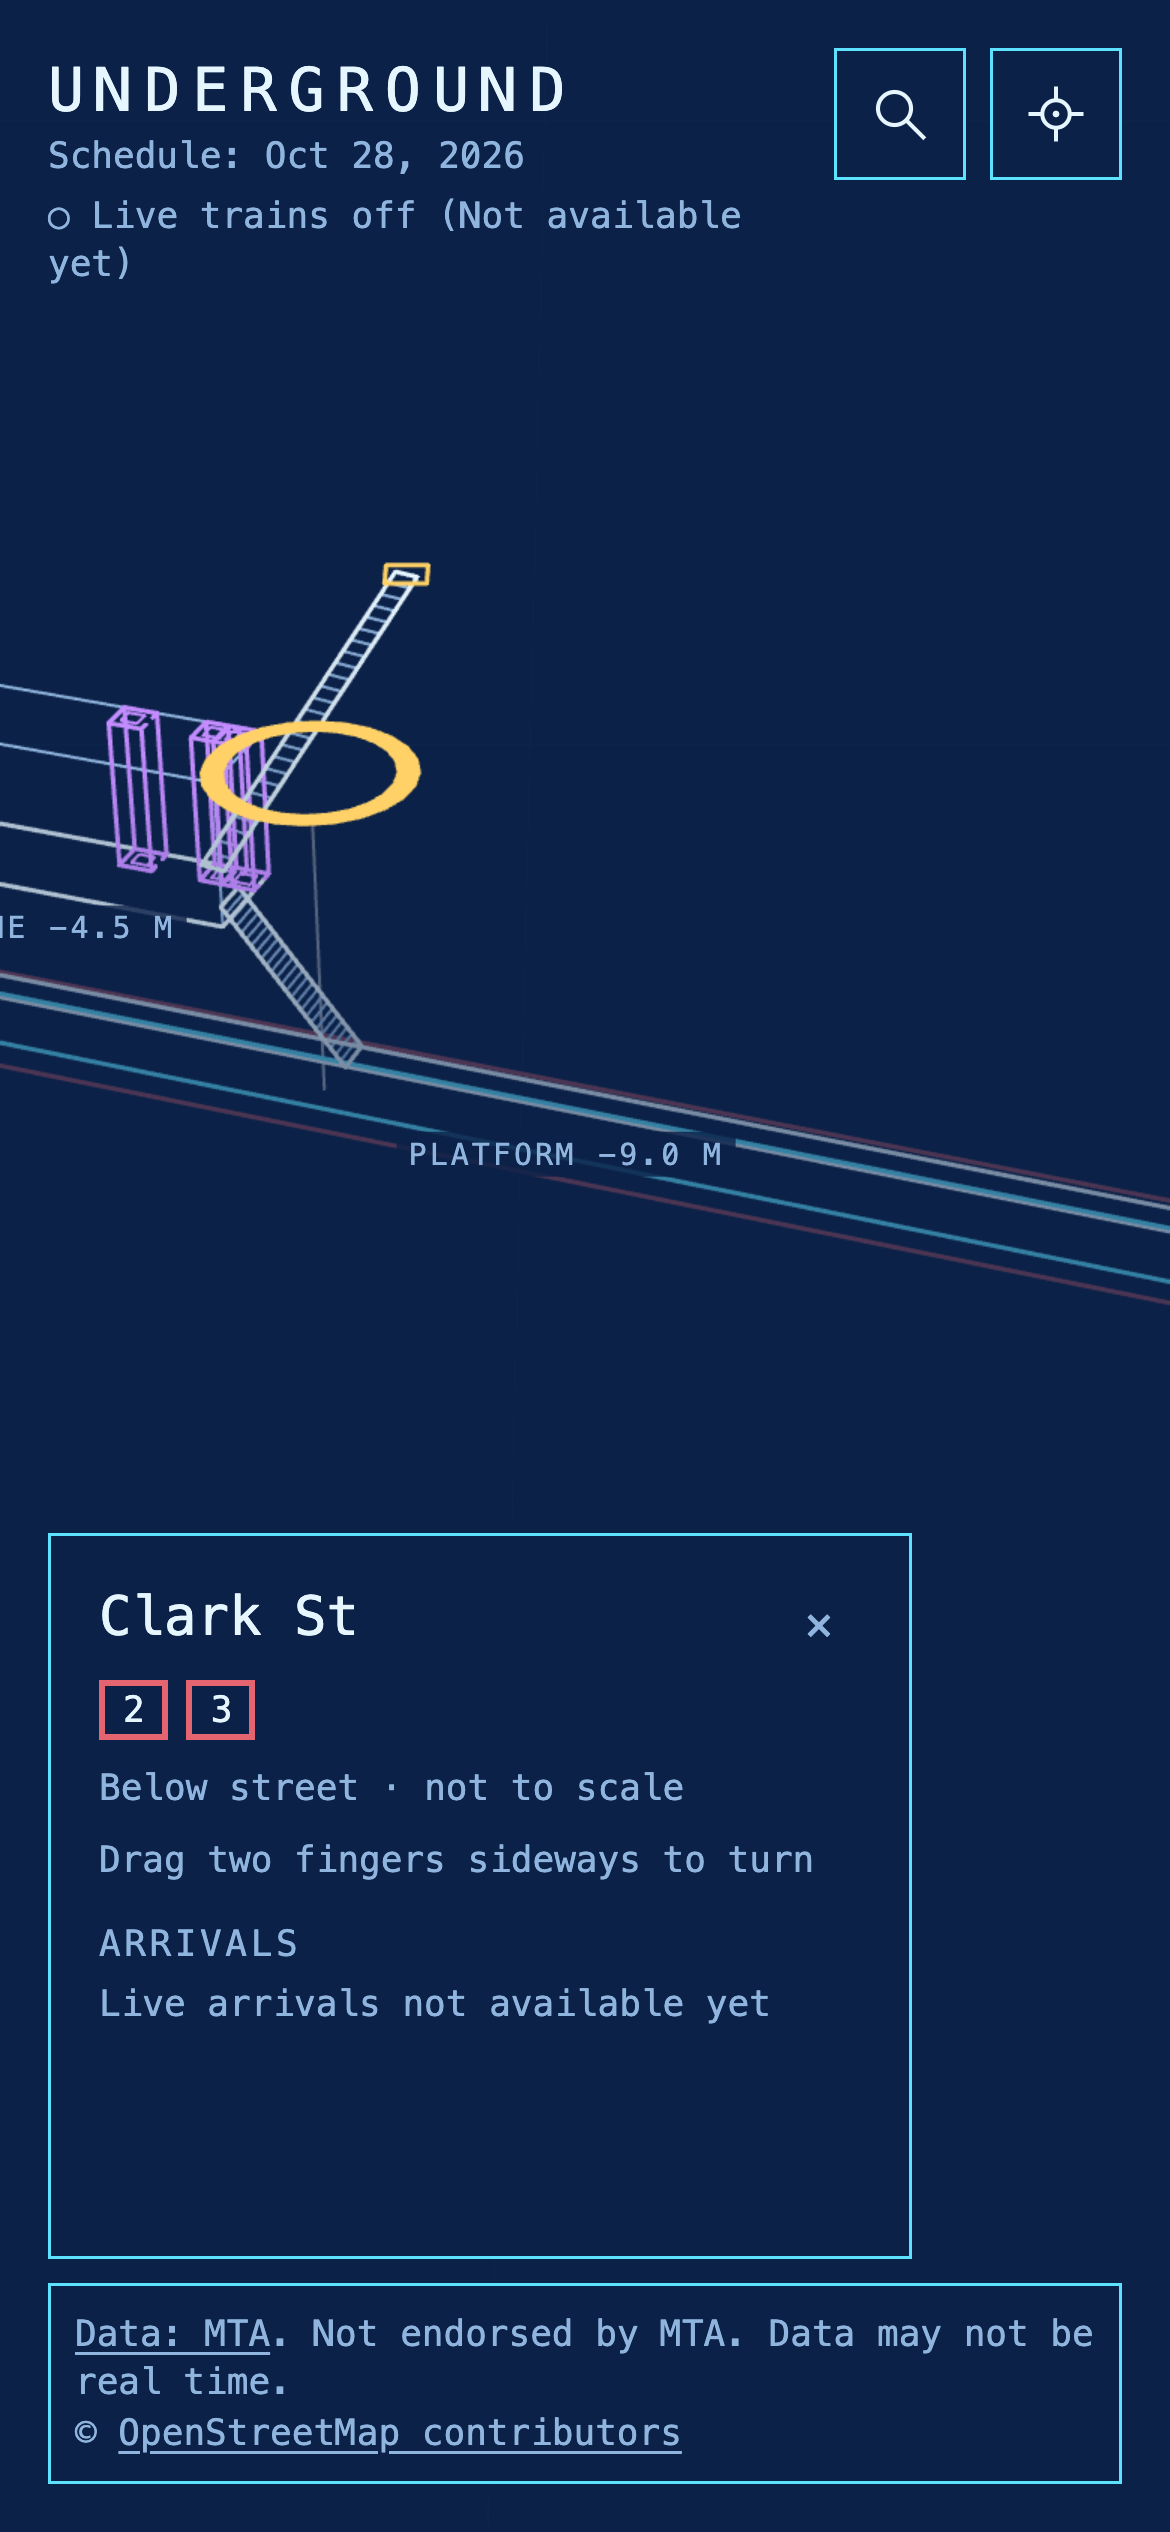 UNDERGROUND
Schedule: Oct 28, 2026
○ Live trains off (Not available
yet)
-4.5 M
PLATFORM -9.0 M
Clark St
×
2 3
Below street · not to scale
Drag two fingers sideways to turn
ARRIVALS
Live arrivals not available yet
Data: MTA. Not endorsed by MTA. Data may not be
real time.
© OpenStreetMap contributors